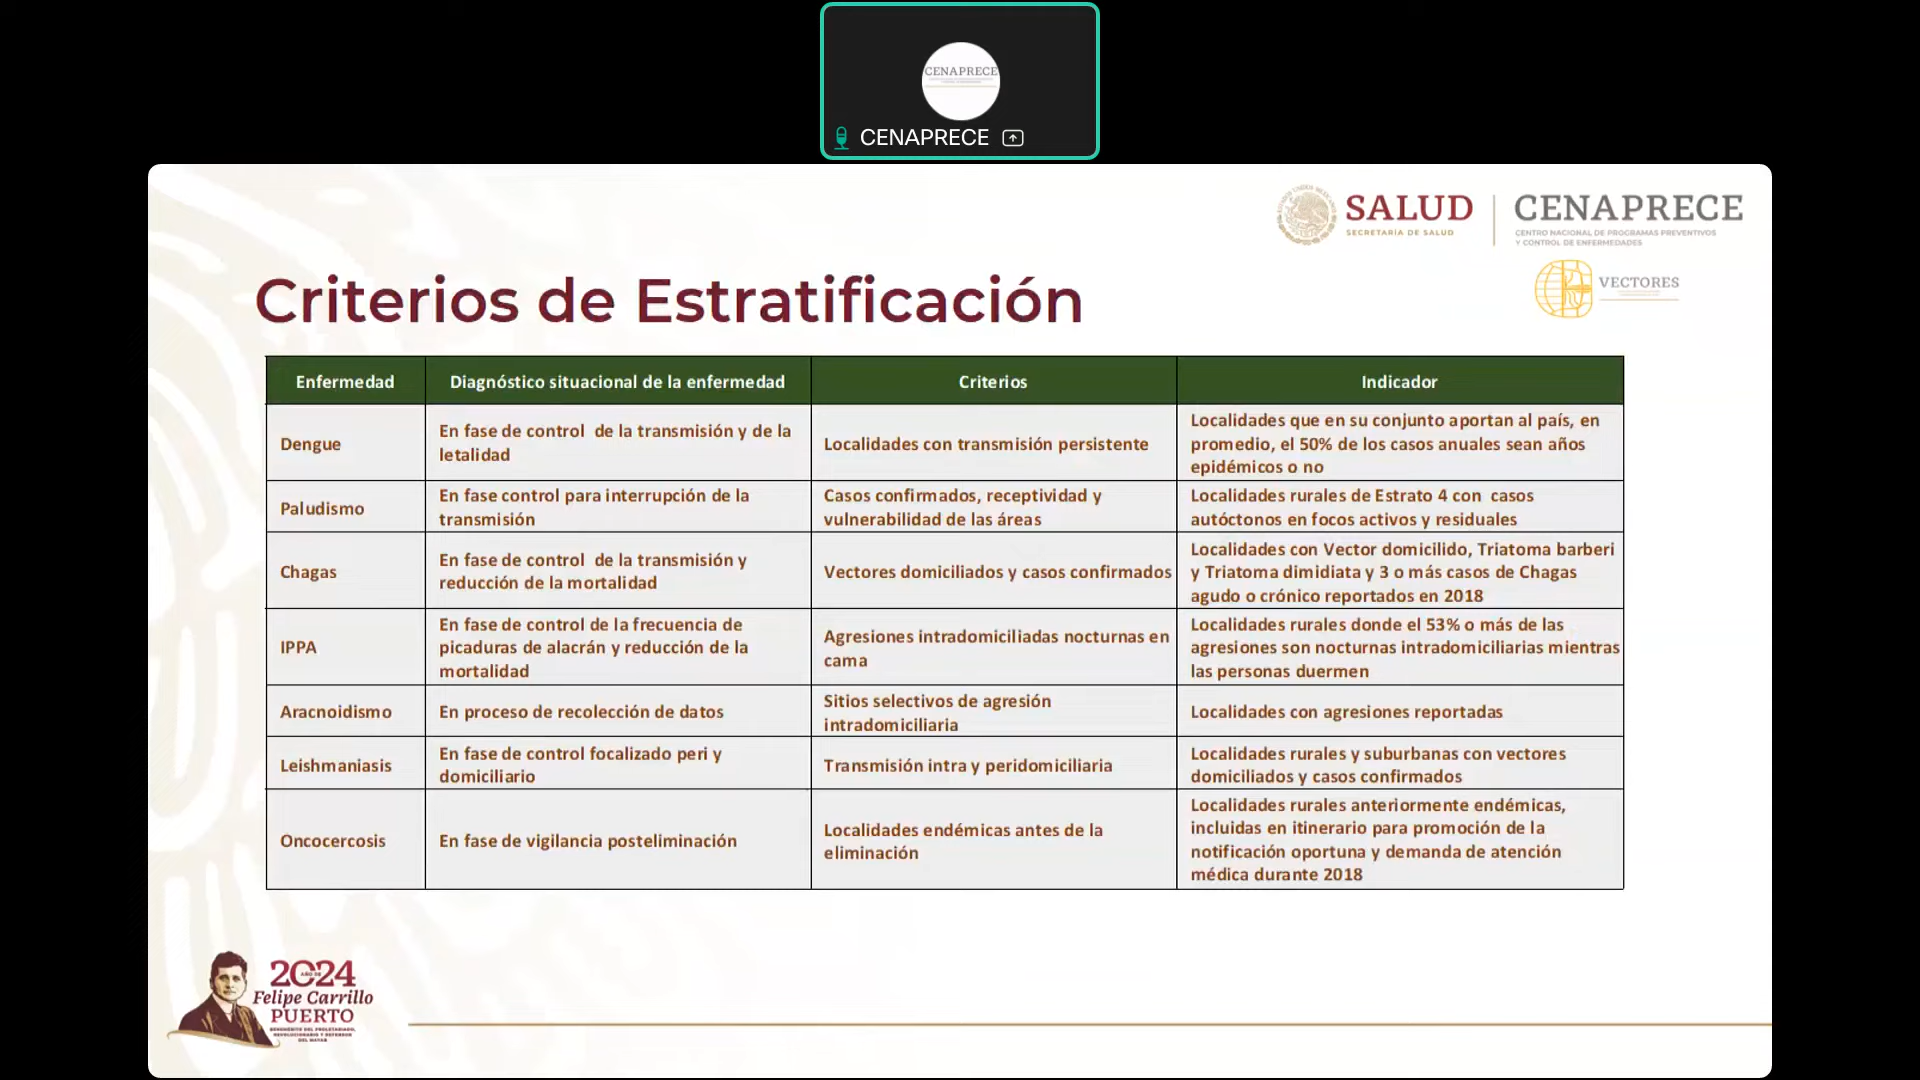 CENAPRECE
CENAPRECE
SALUD
SECRETARÍA DE SALUD
CENAPRECE
CENTRO NACIONAL DE PROGRAMAS PREVENTIVOS
Y CONTROL DE ENFERMEDADES
VECTORES
Criterios de Estratificación
Enfermedad
Diagnóstico situacional de la enfermedad
Criterios
Indicador
Dengue
En fase de control de la transmisión y de la
letalidad
Localidades con transmisión persistente
Localidades que en su conjunto aportan al país, en
promedio, el 50% de los casos anuales sean años
epidémicos o no
Paludismo
En fase control para interrupción de la
transmisión
Casos confirmados, receptividad y
vulnerabilidad de las áreas
Localidades rurales de Estrato 4 con casos
autóctonos en focos activos y residuales
Chagas
En fase de control de la transmisión y
reducción de la mortalidad
Vectores domiciliados y casos confirmados
Localidades con Vector domicilido, Triatoma barberi
y Triatoma dimidiata y 3 o más casos de Chagas
agudo o crónico reportados en 2018
IPPA
En fase de control de la frecuencia de
picaduras de alacrán y reducción de la
mortalidad
Agresiones intradomiciliadas nocturnas en
cama
Localidades rurales donde el 53% o más de las
agresiones son nocturnas intradomiciliarias mientras
las personas duermen
Aracnoidismo
En proceso de recolección de datos
Sitios selectivos de agresión
intradomiciliaria
Localidades con agresiones reportadas
Leishmaniasis
En fase de control focalizado peri y
domiciliario
Transmisión intra y peridomiciliaria
Localidades rurales y suburbanas con vectores
domiciliados y casos confirmados
Oncocercosis
En fase de vigilancia posteliminación
Localidades endémicas antes de la
eliminación
Localidades rurales anteriormente endémicas,
incluidas en itinerario para promoción de la
notificación oportuna y demanda de atención
médica durante 2018
2024
AÑO DE
Felipe Carrillo
PUERTO
BENEMÉRITO DEL PROLETARIADO,
REVOLUCIONARIO Y DEFENSOR
DEL MAYAB